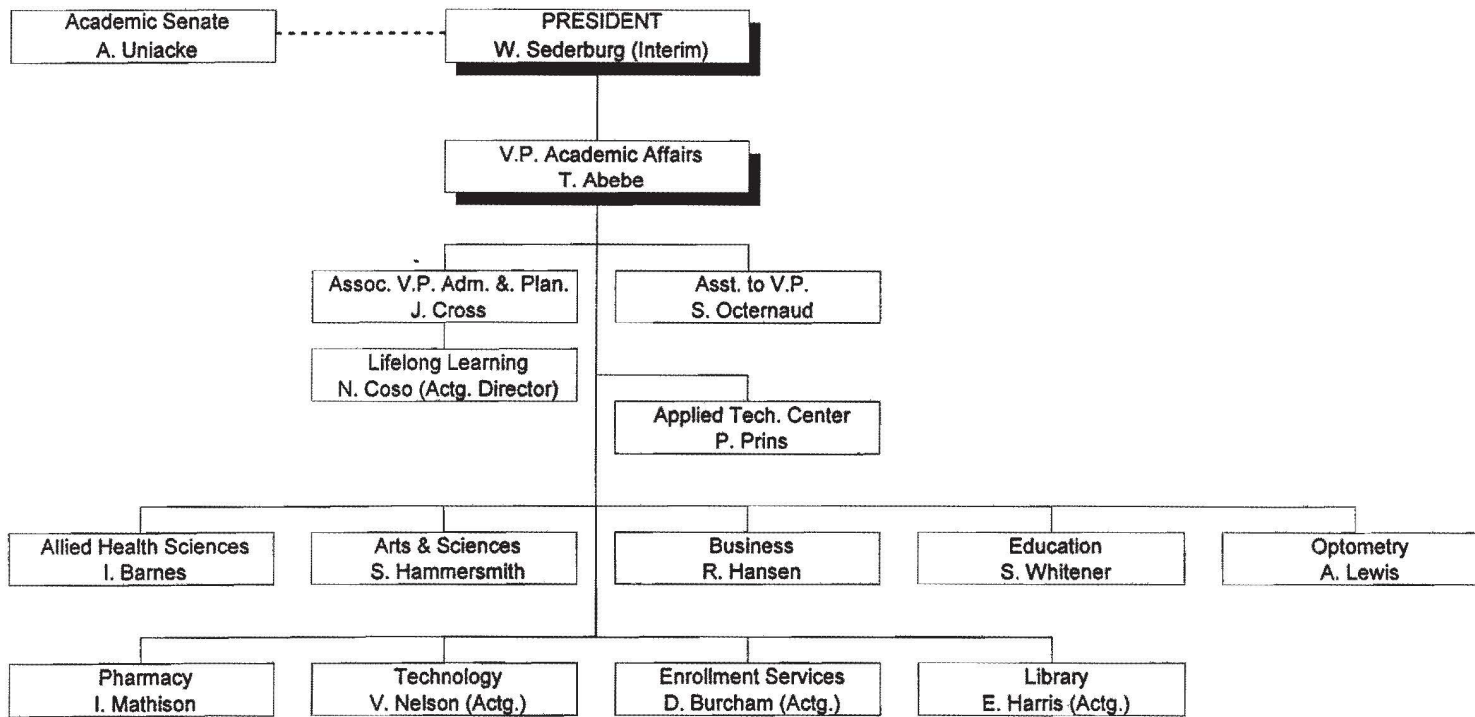 Academic Senate
A. Uniacke
PRESIDENT
W. Sederburg (Interim)
V.P. Academic Affairs
T. Abebe
Assoc. V.P. Adm. &. Plan.
J. Cross
Asst. to V.P.
S. Octernaud
Lifelong Learning
N. Coso (Actg. Director)
Applied Tech. Center
P. Prins
Allied Health Sciences
I. Barnes
Arts & Sciences
S. Hammersmith
Business
R. Hansen
Education
S. Whitener
Optometry
A. Lewis
Pharmacy
I. Mathison
Technology
V. Nelson (Actg.)
Enrollment Services
D. Burcham (Actg.)
Library
E. Harris (Actg.)